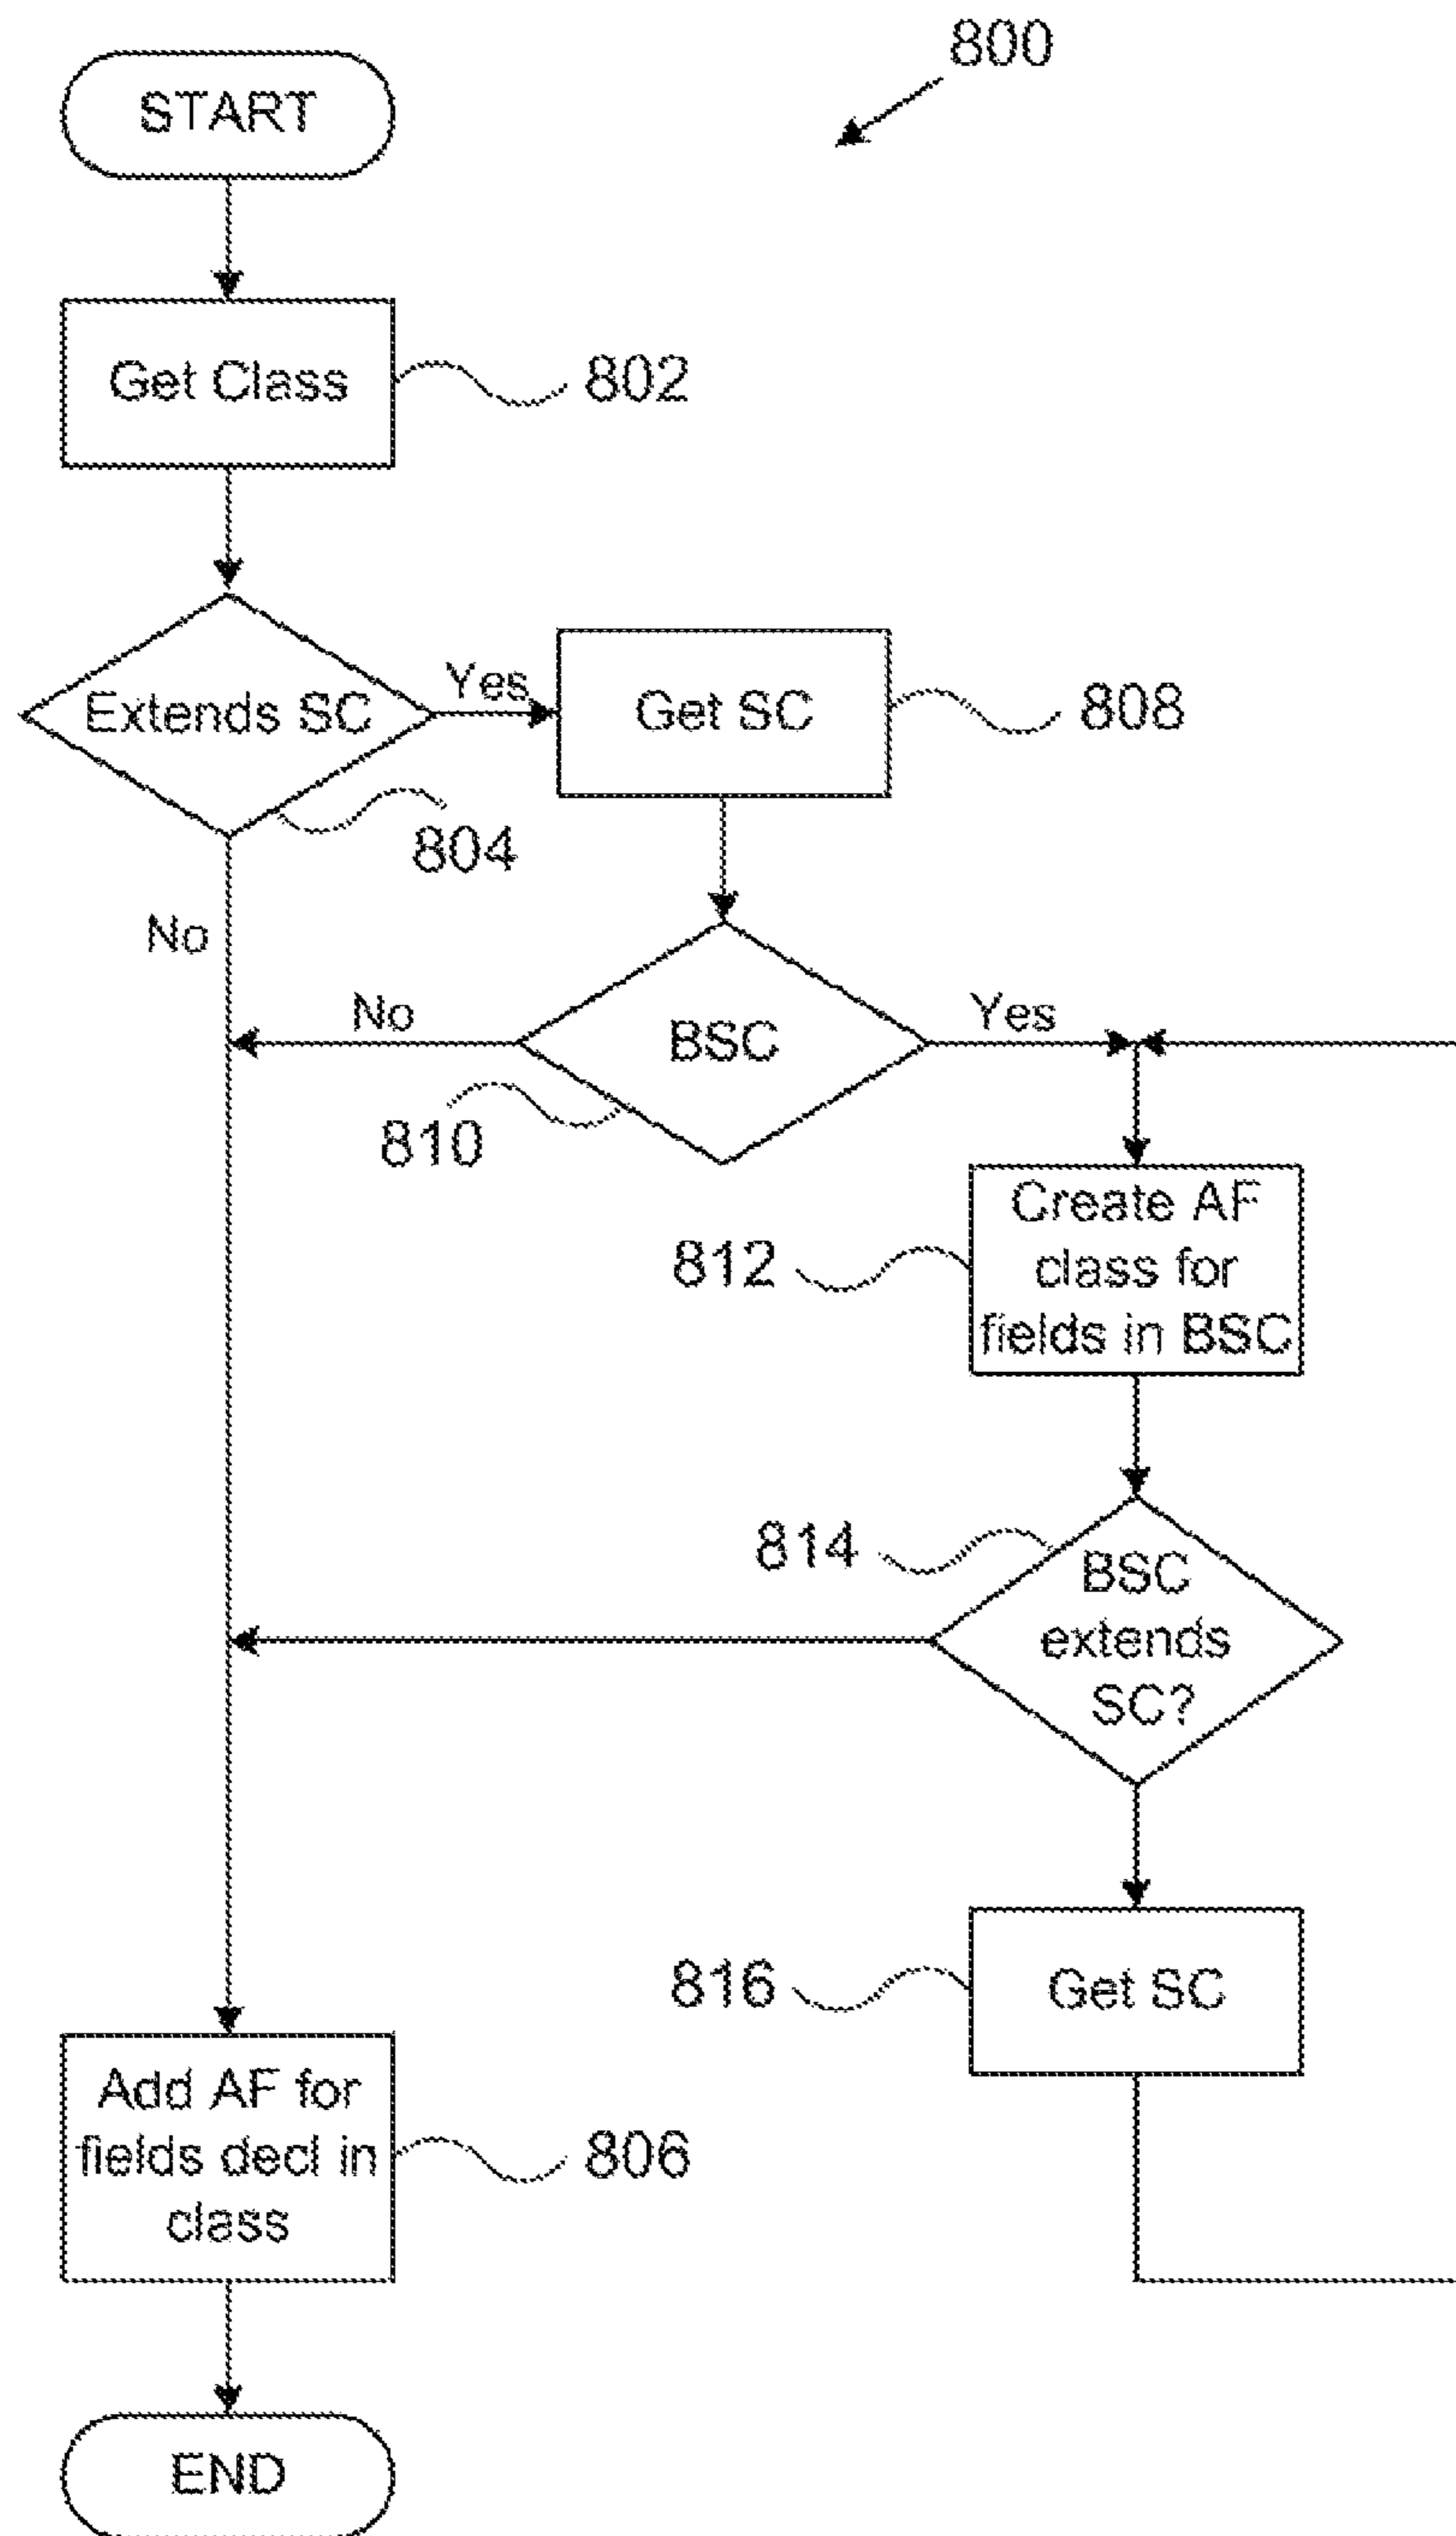 800
START
Get Class
802
Extends SC
Yes
Get SC
808
804
No
No
BSC
Yes
810
Create AF
class for
fields in BSC
812
814
BSC
extends
SC?
816
Get SC
Add AF for
fields decl in
class
806
END